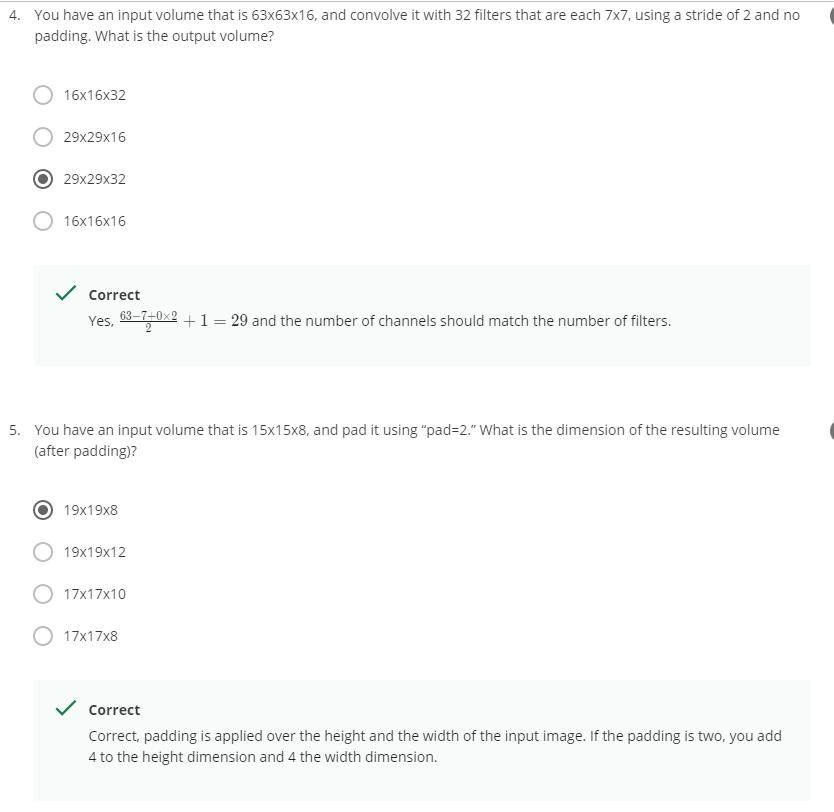 4. You have an input volume that is 63x63x16, and convolve it with 32 filters that are each 7x7, using a stride of 2 and no
padding. What is the output volume?
16x16x32
29x29x16
29x29x32
16x16x16
Correct
Yes, \frac{63-7+0×2}{2} + 1 = 29 and the number of channels should match the number of filters.
5. You have an input volume that is 15x15x8, and pad it using “pad=2.” What is the dimension of the resulting volume
(after padding)?
19x19x8
19x19x12
17x17x10
17x17x8
Correct
Correct, padding is applied over the height and the width of the input image. If the padding is two, you add
4 to the height dimension and 4 the width dimension.